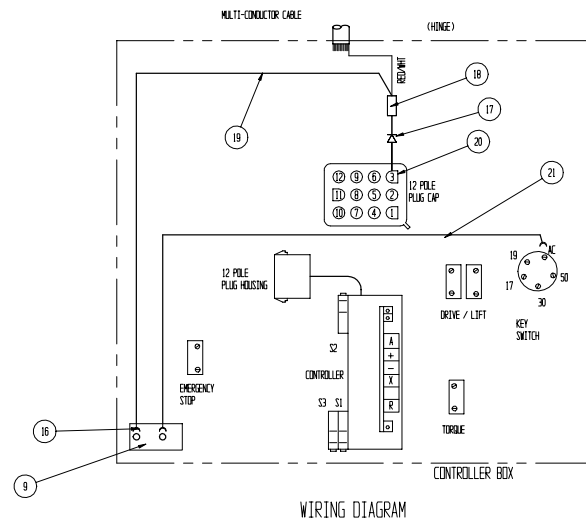 MULTI-CONDUCTOR CABLE
(HINGE)
RED/WHT
18
19
17
20
12 9 6 3
11 8 5 2
10 7 4 1
12 POLE
PLUG CAP
21
AC
19
50
17
30
KEY
SWITCH
12 POLE
PLUG HOUSING
DRIVE / LIFT
S2
A
+
-
X
R
CONTROLLER
EMERGENCY
STOP
S3 S1
TORQUE
16
9
CONTROLLER BOX
WIRING DIAGRAM